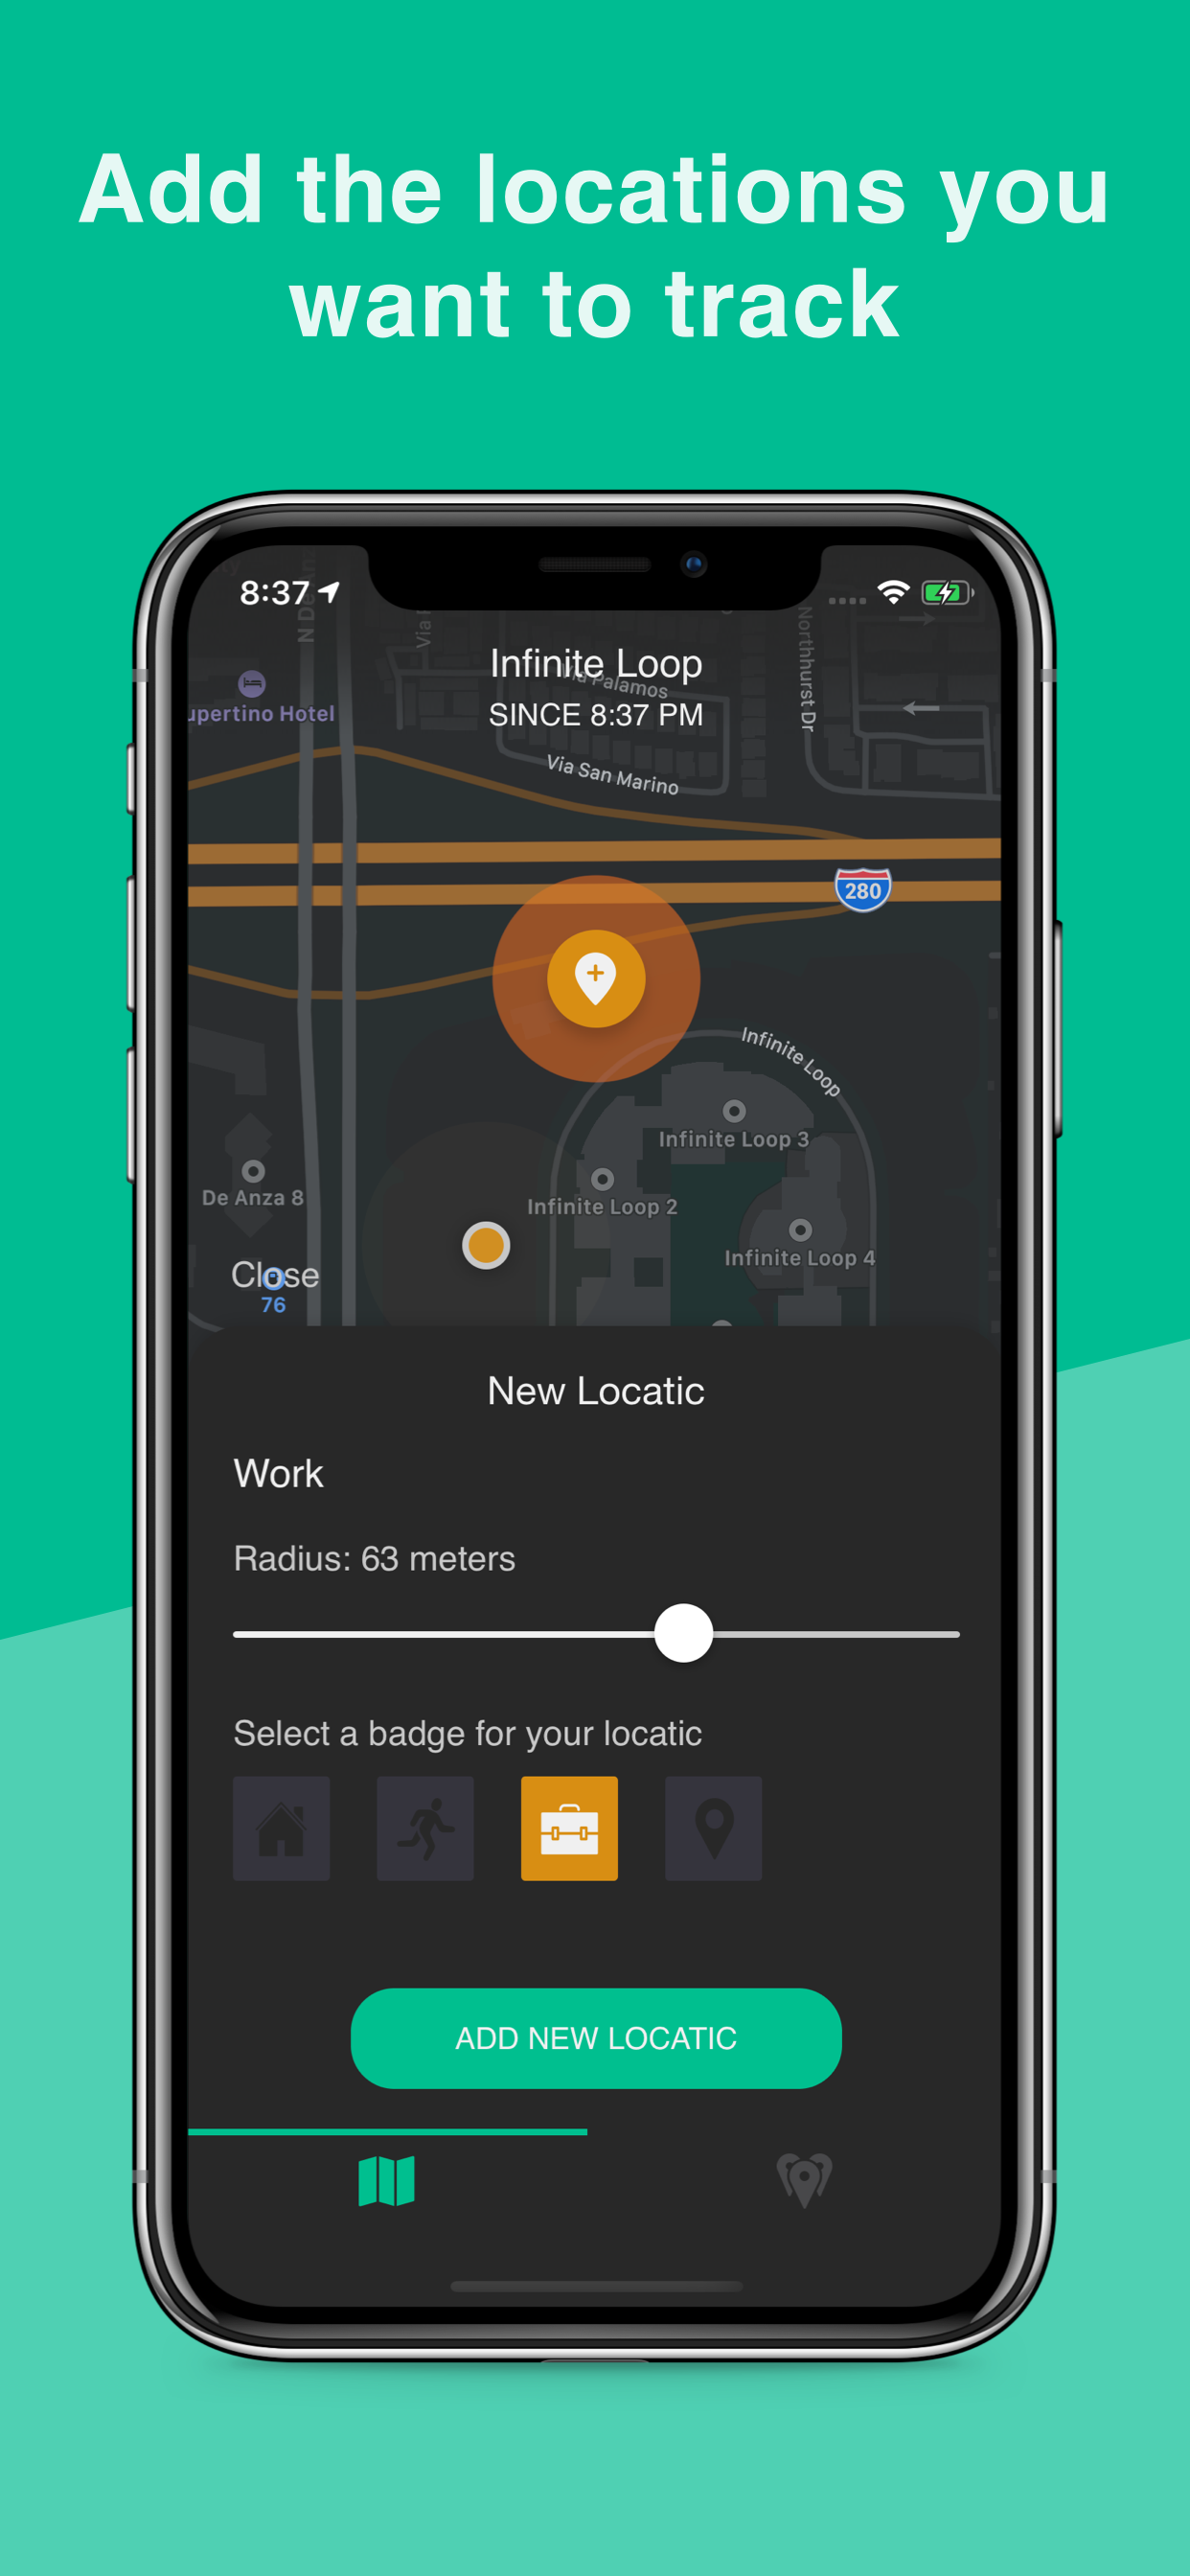 Add the locations you
want to track
8:37
Infinite Loop
SINCE 8:37 PM
Via Palamos
Northhurst Dr
upertino Hotel
Via San Marino
280
Infinite Loop
Infinite Loop 3
De Anza 8
Infinite Loop 2
Infinite Loop 4
Close
76
New Locatic
Work
Radius: 63 meters
Select a badge for your locatic
ADD NEW LOCATIC